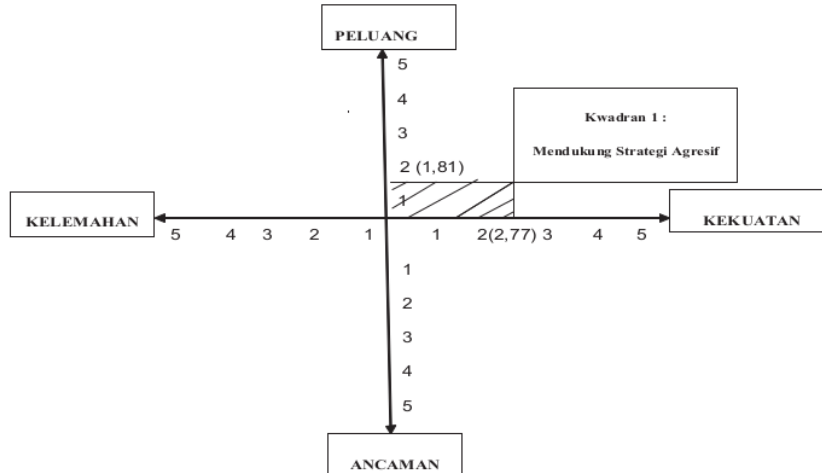 PELUANG
5
4
3
2 (1,81)
1
Kwadran 1 :
Mendukung Strategi Agresif
KELEMAHAN
KEKUATAN
5 4 3 2 1 1 2(2,77) 3 4 5
1
2
3
4
5
ANCAMAN